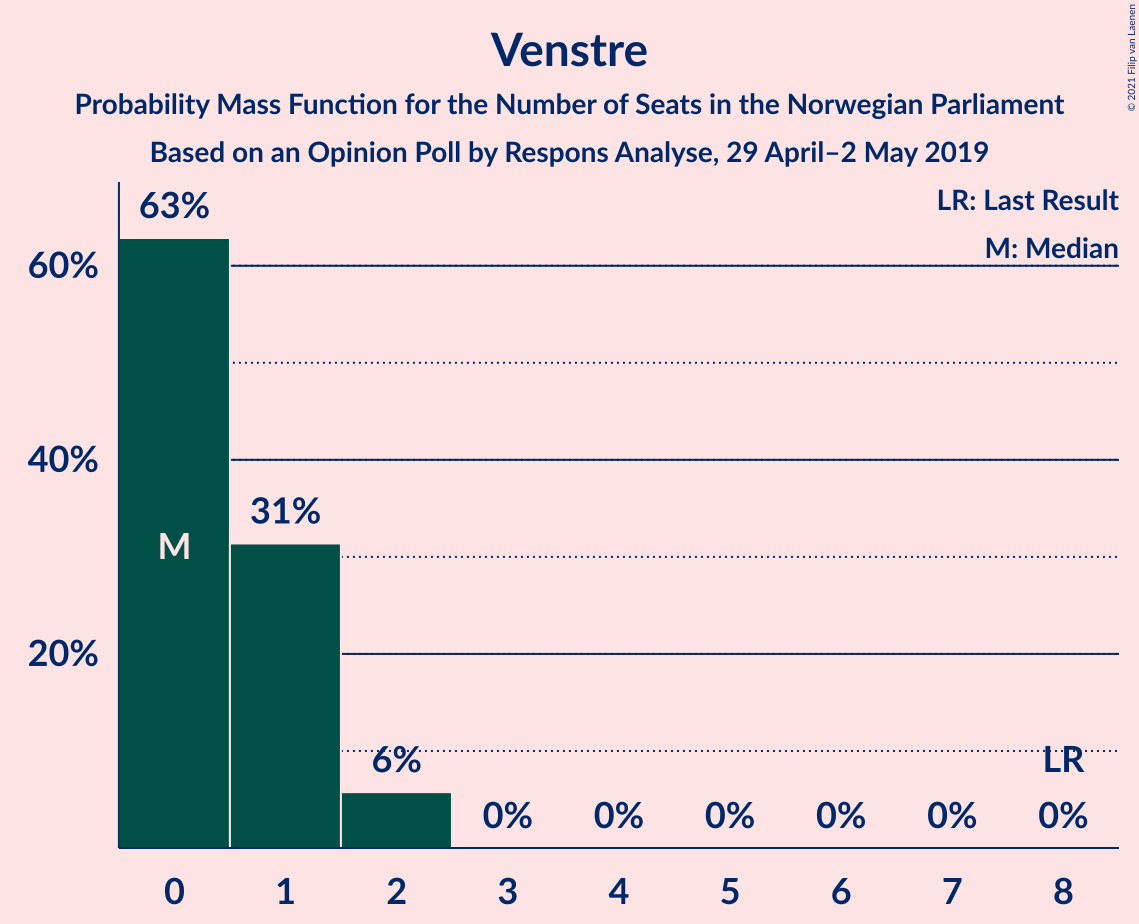 Venstre
Probability Mass Function for the Number of Seats in the Norwegian Parliament
Based on an Opinion Poll by Respons Analyse, 29 April–2 May 2019
© 2021 Filip van Laenen
LR: Last Result
M: Median
63%
60%
40%
31%
M
20%
6%
LR
0% 0% 0% 0% 0% 0%
0 1 2 3 4 5 6 7 8